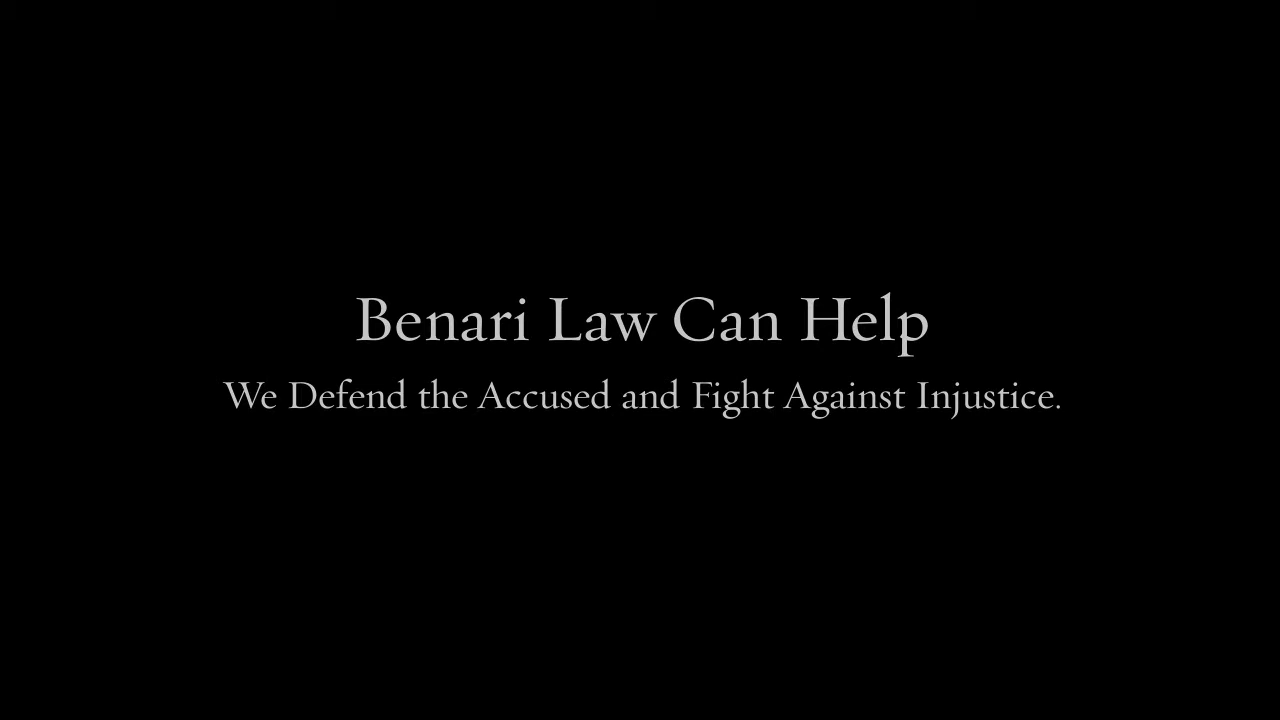 Benari Law Can Help
We Defend the Accused and Fight Against Injustice.